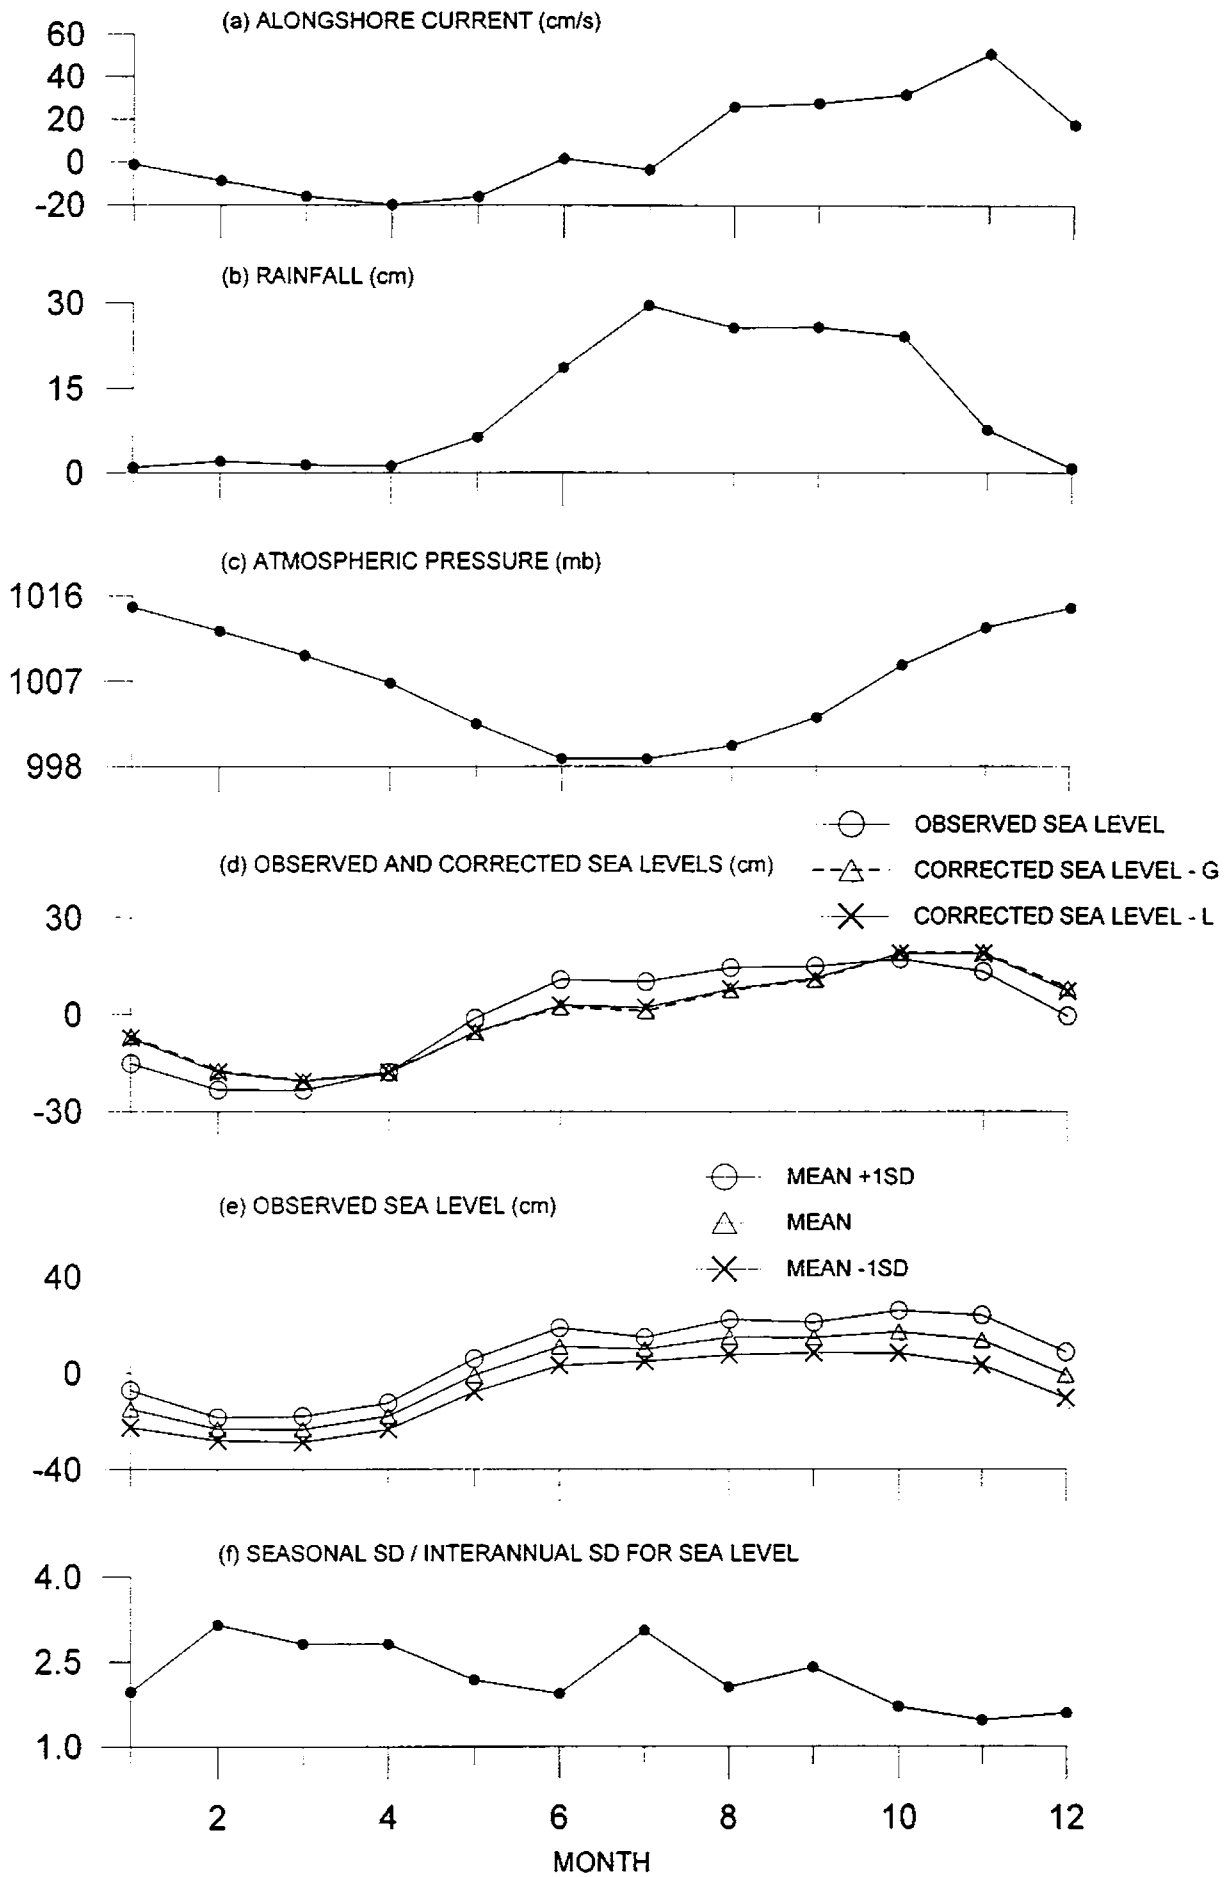 (a) ALONGSHORE CURRENT (cm/s)
60
40
20
0
-20
(b) RAINFALL (cm)
30
15
0
(c) ATMOSPHERIC PRESSURE (mb)
1016
1007
998
OBSERVED SEA LEVEL
(d) OBSERVED AND CORRECTED SEA LEVELS (cm)
CORRECTED SEA LEVEL - G
CORRECTED SEA LEVEL - L
30
0
-30
MEAN +1SD
(e) OBSERVED SEA LEVEL (cm)
MEAN
MEAN -1SD
40
0
-40
(f) SEASONAL SD / INTERANNUAL SD FOR SEA LEVEL
4.0
2.5
1.0
2 4 6 8 10 12
MONTH